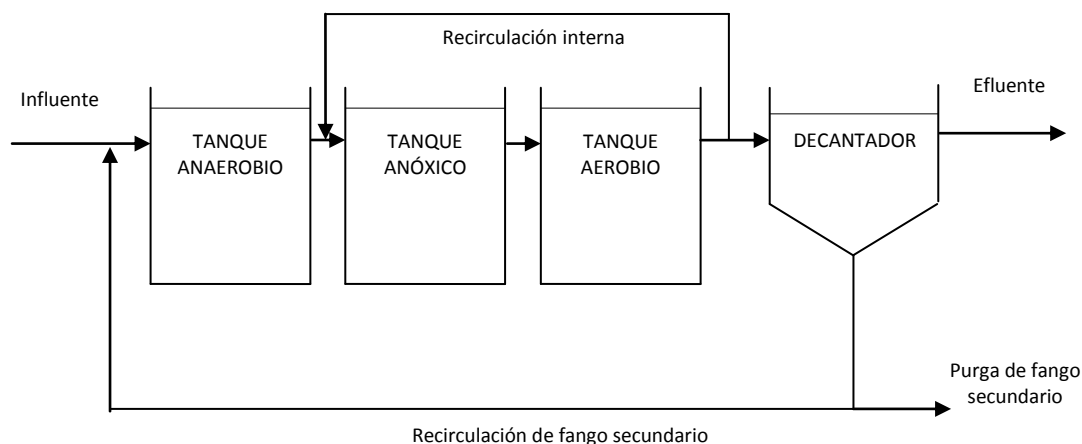 Recirculación interna
Influente
Efluente
TANQUE
ANAEROBIO
TANQUE
ANÓXICO
TANQUE
AEROBIO
DECANTADOR
Purga de fango
secundario
Recirculación de fango secundario